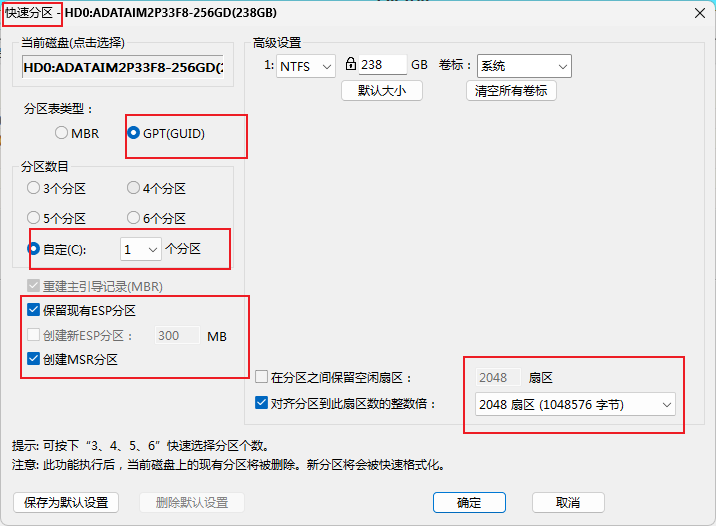 快速分区 - HD0:ADATAIM2P33F8-256GD(238GB)
当前磁盘(点击选择)
HD0:ADATAIM2P33F8-256GD(2
分区表类型：
MBR
GPT(GUID)
分区数目
3个分区
4个分区
5个分区
6个分区
自定(C):
1
个分区
重建主引导记录(MBR)
保留现有ESP分区
创建新ESP分区：
300
MB
创建MSR分区
高级设置
1:
NTFS
238
GB
卷标：
系统
默认大小
清空所有卷标
在分区之间保留空闲扇区：
2048
扇区
对齐分区到此扇区数的整数倍：
2048 扇区 (1048576 字节)
提示: 可按下“3、4、5、6”快速选择分区个数。
注意: 此功能执行后，当前磁盘上的现有分区将被删除。新分区将会被快速格式化。
保存为默认设置
删除默认设置
确定
取消